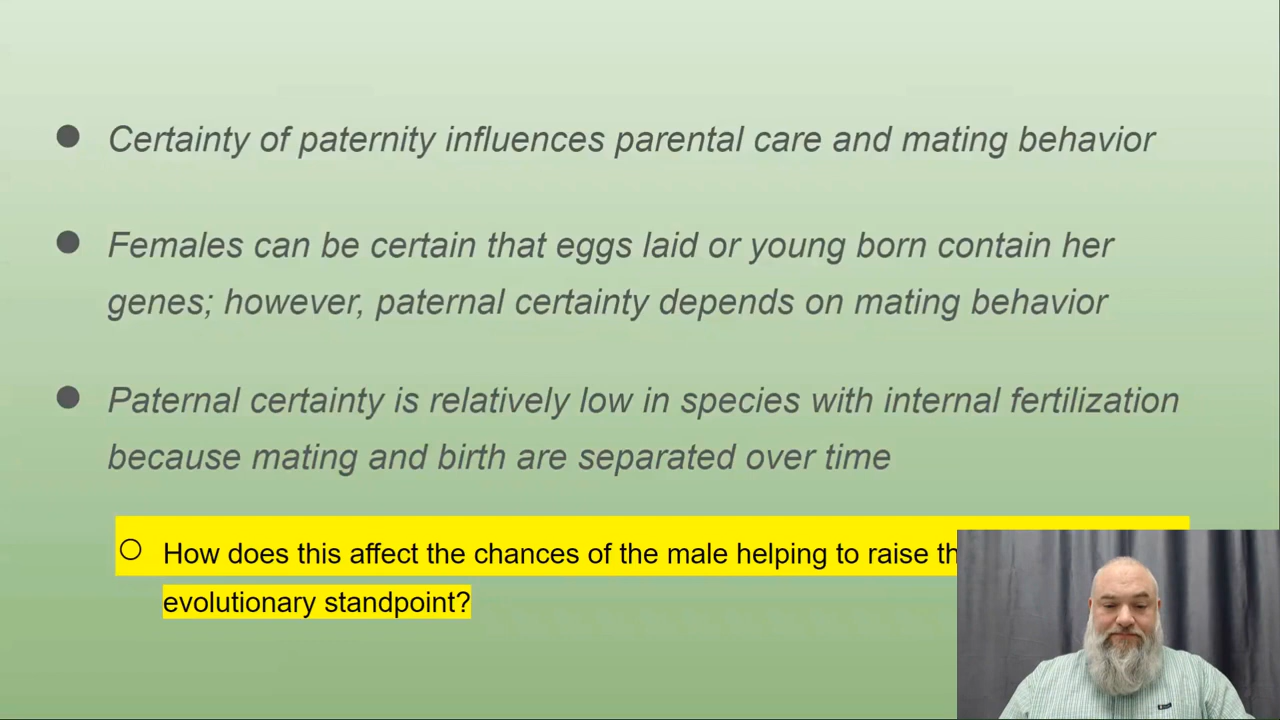 Certainty of paternity influences parental care and mating behavior
Females can be certain that eggs laid or young born contain her
genes; however, paternal certainty depends on mating behavior
Paternal certainty is relatively low in species with internal fertilization
because mating and birth are separated over time
How does this affect the chances of the male helping to raise
evolutionary standpoint?